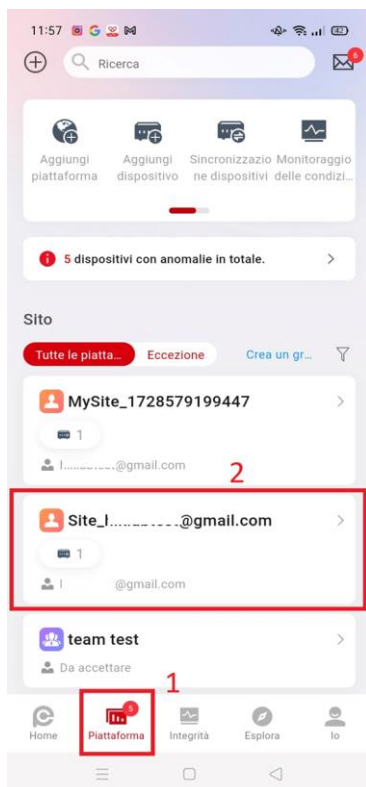 11:57
42
Ricerca
6
Aggiungi piattaforma
Aggiungi dispositivo
Sincronizzazio ne dispositivi
Monitoraggio delle condizi...
5 dispositivi con anomalie in totale.
Sito
Tutte le piatta...
Eccezione
Crea un gr...
MySite_1728579199447
1
@gmail.com
2
@gmail.com
1
@gmail.com
team test
Da accettare
1
5
Home
Piattaforma
Integrità
Esplora
Io